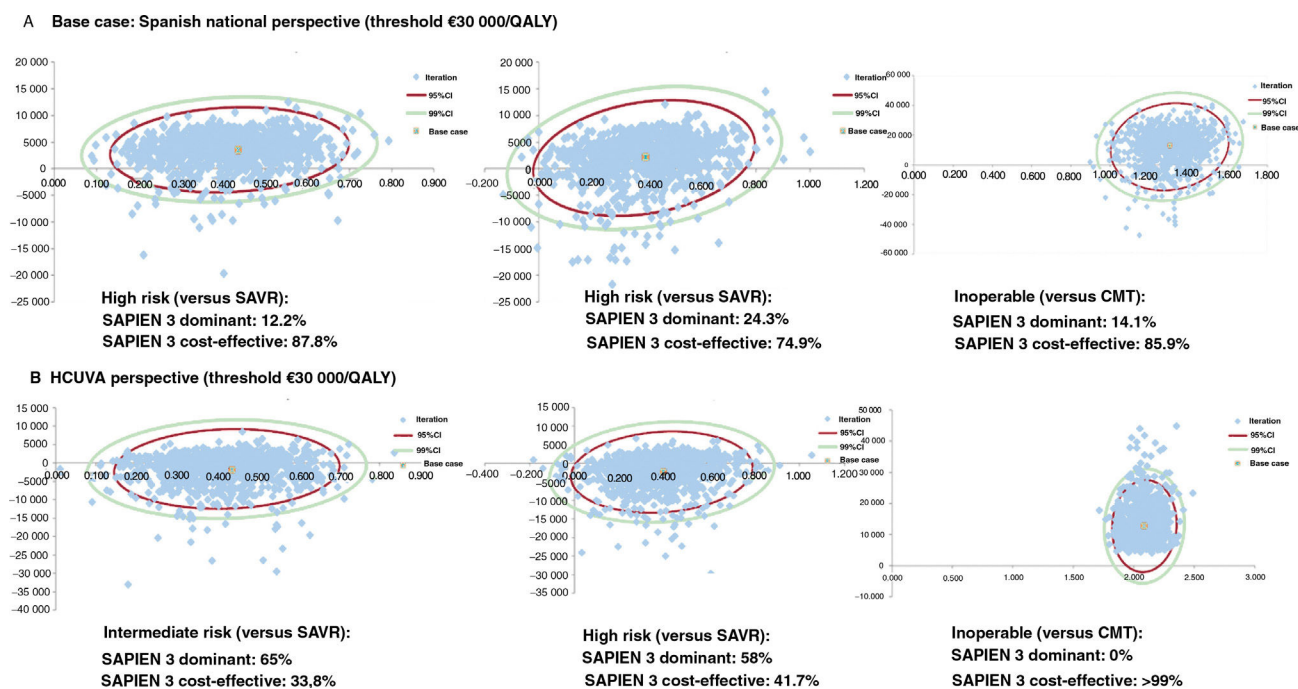 A Base case: Spanish national perspective (threshold €30 000/QALY)
20 000
15 000
10 000
5000
0
−5000
−10 000
−15 000
−20 000
−25 000
0.000 0.100 0.200 0.300 0.400 0.500 0.600 0.700 0.800 0.900
Iteration
95%CI
99%CI
Base case
High risk (versus SAVR):
SAPIEN 3 dominant: 12.2%
SAPIEN 3 cost-effective: 87.8%
20 000
15 000
10 000
5000
0
−5000
−10 000
−15 000
−20 000
−25 000
−0.200 0.000 0.200 0.400 0.600 0.800 1.000 1.200
Iteration
95%CI
99%CI
Base case
High risk (versus SAVR):
SAPIEN 3 dominant: 24.3%
SAPIEN 3 cost-effective: 74.9%
60 000
40 000
20 000
0
−20 000
−40 000
−60 000
0.000 0.200 0.400 0.600 0.800 1.000 1.200 1.400 1.600 1.800
Iteration
95%CI
99%CI
Base case
Inoperable (versus CMT):
SAPIEN 3 dominant: 14.1%
SAPIEN 3 cost-effective: 85.9%
B HCUVA perspective (threshold €30 000/QALY)
15 000
10 000
5000
0
−5000
−10 000
−15 000
−20 000
−25 000
−30 000
−35 000
−40 000
0.000 0.100 0.200 0.300 0.400 0.500 0.600 0.700 0.800 0.900
Iteration
95%CI
99%CI
Base case
Intermediate risk (versus SAVR):
SAPIEN 3 dominant: 65%
SAPIEN 3 cost-effective: 33,8%
15 000
10 000
5000
0
−5000
−10 000
−15 000
−20 000
−25 000
−30 000
−35 000
−0.400 −0.200 0.000 0.200 0.400 0.600 0.800 1.000 1.200
Iteration
95%CI
99%CI
Base case
High risk (versus SAVR):
SAPIEN 3 dominant: 58%
SAPIEN 3 cost-effective: 41.7%
50 000
40 000
30 000
20 000
10 000
0
−10.000
0.000 0.500 1.000 1.500 2.000 2.500 3.000
Iteration
95%CI
99%CI
Base case
Inoperable (versus CMT):
SAPIEN 3 dominant: 0%
SAPIEN 3 cost-effective: >99%